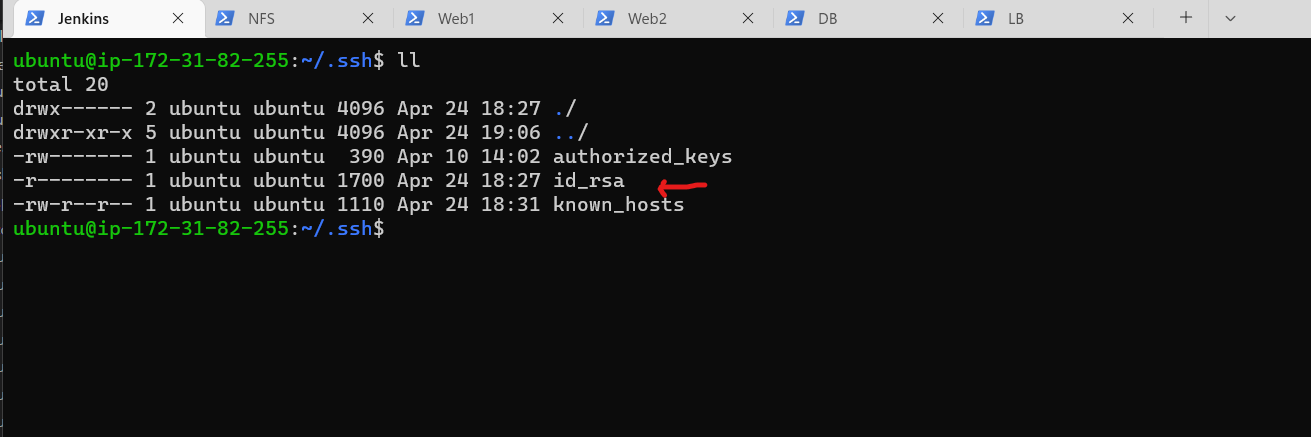 Jenkins NFS Web1 Web2 DB LB
ubuntu@ip-172-31-82-255:~/.ssh$ ll
total 20
drwx------ 2 ubuntu ubuntu 4096 Apr 24 18:27 ./
drwxr-xr-x 5 ubuntu ubuntu 4096 Apr 24 19:06 ../
-rw------- 1 ubuntu ubuntu  390 Apr 10 14:02 authorized_keys
-r-------- 1 ubuntu ubuntu 1700 Apr 24 18:27 id_rsa
-rw-r--r-- 1 ubuntu ubuntu 1110 Apr 24 18:31 known_hosts
ubuntu@ip-172-31-82-255:~/.ssh$